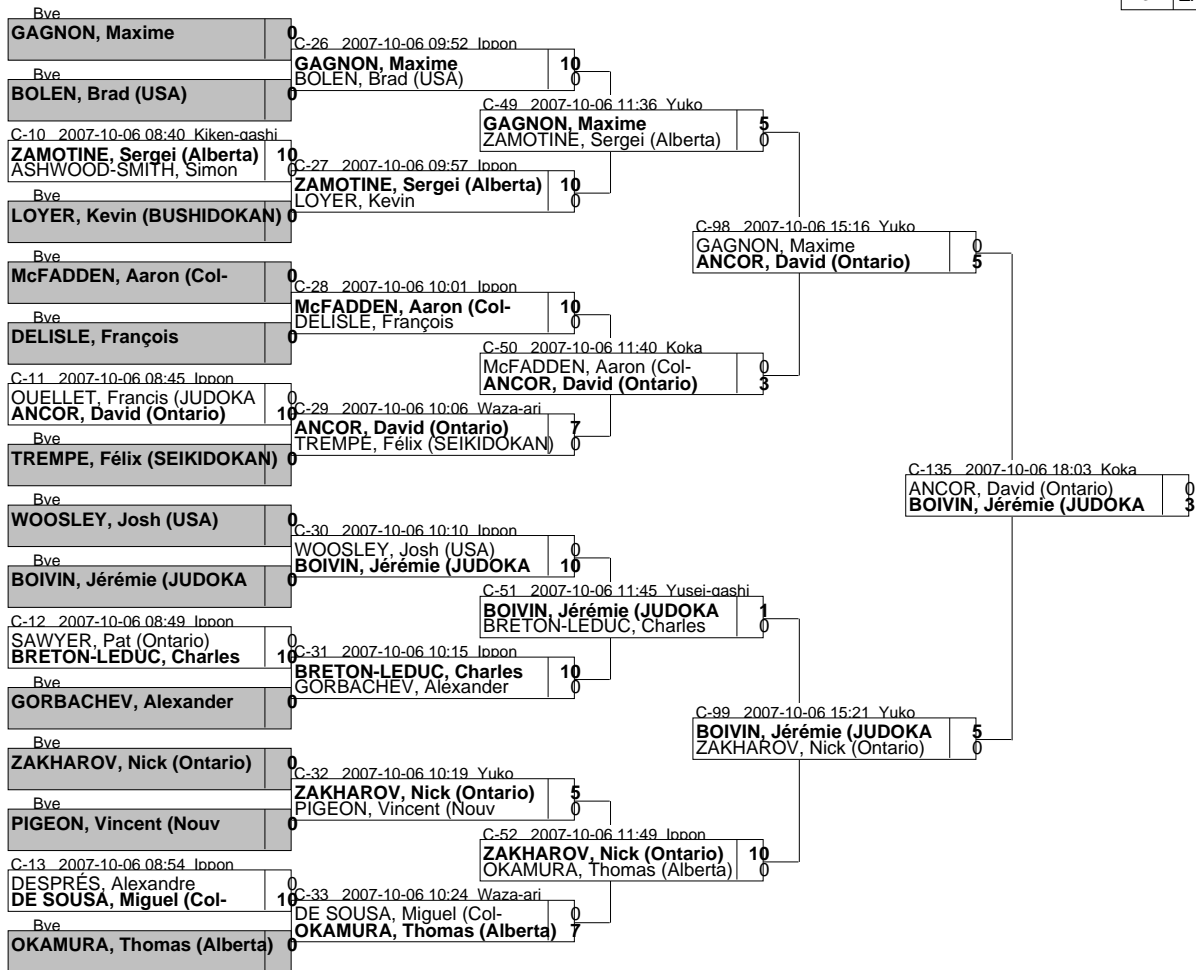 Bye
GAGNON, Maxime 0
Bye
BOLEN, Brad (USA) 0
C-10 2007-10-06 08:40 Kiken-gashi
ZAMOTINE, Sergei (Alberta) 10
ASHWOOD-SMITH, Simon 0
Bye
LOYER, Kevin (BUSHIDOKAN) 0
Bye
McFADDEN, Aaron (Col- 0
Bye
DELISLE, François 0
C-11 2007-10-06 08:45 Ippon
OUELLET, Francis (JUDOKA 0
ANCOR, David (Ontario) 10
Bye
TREMPE, Félix (SEIKIDOKAN) 0
Bye
WOOSLEY, Josh (USA) 0
Bye
BOIVIN, Jérémie (JUDOKA 0
C-12 2007-10-06 08:49 Ippon
SAWYER, Pat (Ontario) 0
BRETON-LEDUC, Charles 10
Bye
GORBACHEV, Alexander 0
Bye
ZAKHAROV, Nick (Ontario) 0
Bye
PIGEON, Vincent (Nouv 0
C-13 2007-10-06 08:54 Ippon
DESPRÉS, Alexandre 0
DE SOUSA, Miguel (Col- 10
Bye
OKAMURA, Thomas (Alberta) 0
C-26 2007-10-06 09:52 Ippon
GAGNON, Maxime 10
BOLEN, Brad (USA) 0
C-27 2007-10-06 09:57 Ippon
ZAMOTINE, Sergei (Alberta) 10
LOYER, Kevin 0
C-28 2007-10-06 10:01 Ippon
McFADDEN, Aaron (Col- 10
DELISLE, François 0
C-29 2007-10-06 10:06 Waza-ari
ANCOR, David (Ontario) 7
TREMPE, Félix (SEIKIDOKAN) 0
C-30 2007-10-06 10:10 Ippon
WOOSLEY, Josh (USA) 0
BOIVIN, Jérémie (JUDOKA 10
C-31 2007-10-06 10:15 Ippon
BRETON-LEDUC, Charles 10
GORBACHEV, Alexander 0
C-32 2007-10-06 10:19 Yuko
ZAKHAROV, Nick (Ontario) 5
PIGEON, Vincent (Nouv 0
C-33 2007-10-06 10:24 Waza-ari
DE SOUSA, Miguel (Col- 0
OKAMURA, Thomas (Alberta) 7
C-49 2007-10-06 11:36 Yuko
GAGNON, Maxime 5
ZAMOTINE, Sergei (Alberta) 0
C-50 2007-10-06 11:40 Koka
McFADDEN, Aaron (Col- 0
ANCOR, David (Ontario) 3
C-51 2007-10-06 11:45 Yusei-gashi
BOIVIN, Jérémie (JUDOKA 1
BRETON-LEDUC, Charles 0
C-52 2007-10-06 11:49 Ippon
ZAKHAROV, Nick (Ontario) 10
OKAMURA, Thomas (Alberta) 0
C-98 2007-10-06 15:16 Yuko
GAGNON, Maxime 0
ANCOR, David (Ontario) 5
C-99 2007-10-06 15:21 Yuko
BOIVIN, Jérémie (JUDOKA 5
ZAKHAROV, Nick (Ontario) 0
C-135 2007-10-06 18:03 Koka
ANCOR, David (Ontario) 0
BOIVIN, Jérémie (JUDOKA 3